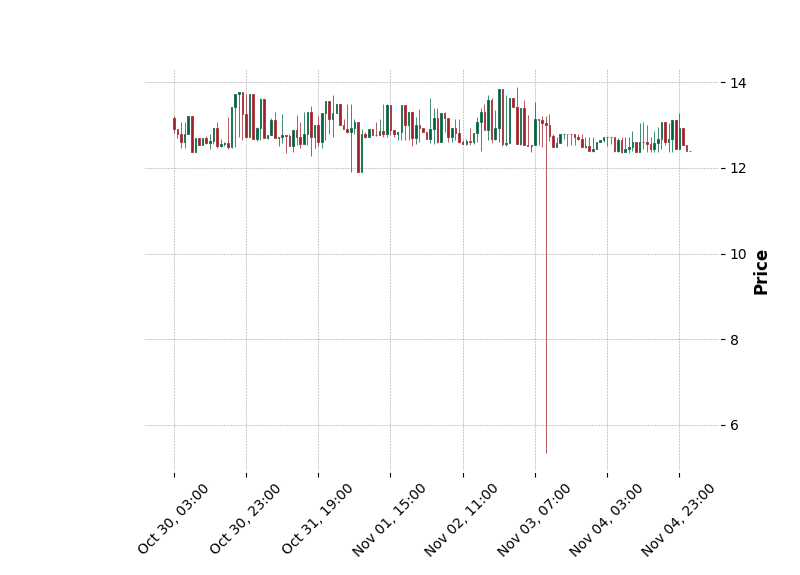 14
12
10
8
6
Price
Oct 30, 03:00
Oct 30, 23:00
Oct 31, 19:00
Nov 01, 15:00
Nov 02, 11:00
Nov 03, 07:00
Nov 04, 03:00
Nov 04, 23:00